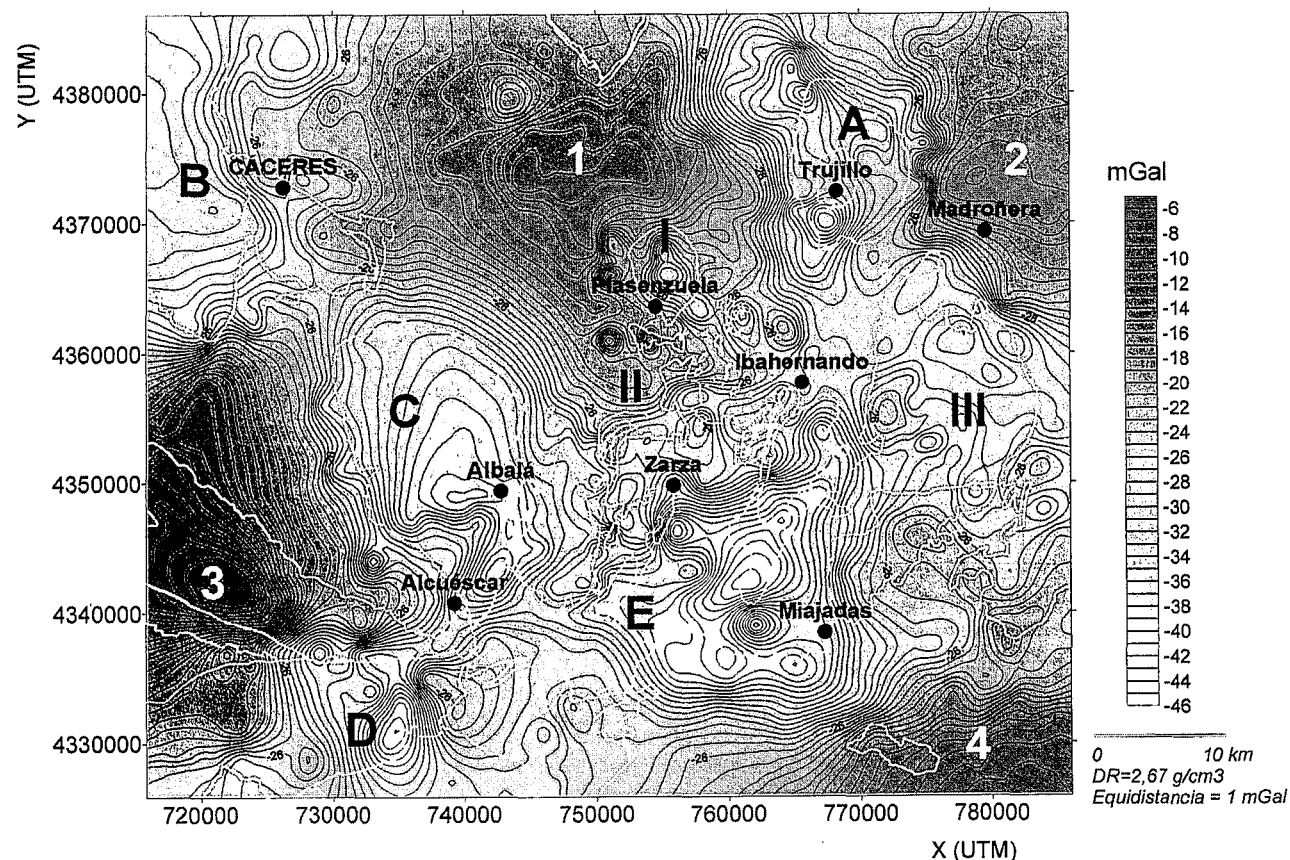 Y (UTM)
4380000
4370000
4360000
4350000
4340000
4330000
720000 730000 740000 750000 760000 770000 780000
X (UTM)
A
1
2
B
CÁCERES
Trujillo
Madroñera
I
Plasenzuela
Ibahernando
II
C
III
Albalá
Zarza
3
Alcuéscar
E
Miajadas
D
4
-28
-26
mGal
-6
-8
-10
-12
-14
-16
-18
-20
-22
-24
-26
-28
-30
-32
-34
-36
-38
-40
-42
-44
-46
0 10 km
DR=2,67 g/cm3
Equidistancia = 1 mGal